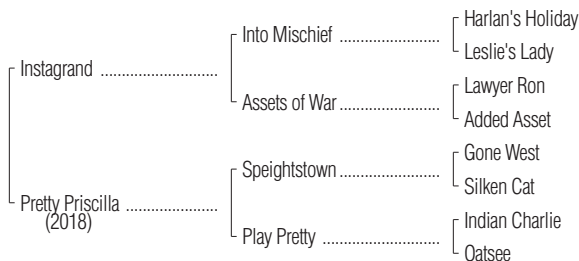 Harlan's Holiday
Into Mischief ....................
Leslie's Lady
Instagrand ........................
Lawyer Ron
Assets of War ....................
Added Asset
Gone West
Speightstown ....................
Silken Cat
Pretty Priscilla ....................
(2018)
Indian Charlie
Play Pretty ........................
Oatsee